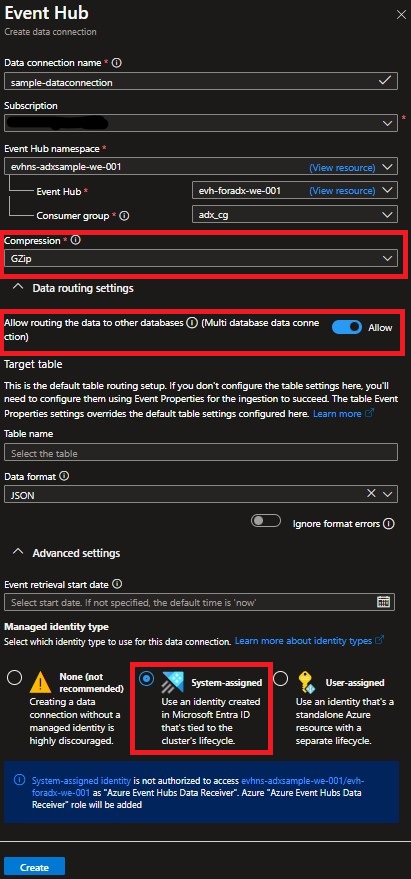 Event Hub
Create data connection
Data connection name *
sample-dataconnection
Subscription
*
Event Hub namespace *
evhns-adxsample-we-001 (View resource)
Event Hub * evh-foradx-we-001 (View resource)
Consumer group * adx_cg
Compression *
GZip
Data routing settings
Allow routing the data to other databases (Multi database data conne
ction) Allow
Target table
This is the default table routing setup. If you don't configure the table settings here, you'll
need to configure them using Event Properties for the ingestion to succeed. The table Event
Properties settings overrides the default table settings configured here. Learn more
Table name
Select the table
Data format
JSON
Ignore format errors
Advanced settings
Event retrieval start date
Select start date. If not specified, the default time is 'now'
Managed identity type
Select which identity type to use for this data connection. Learn more about identity types
None (not
recommended)
Creating a data
connection without a
managed identity is
highly discouraged.
System-assigned
Use an identity created
in Microsoft Entra ID
that's tied to the
cluster's lifecycle.
User-assigned
Use an identity that's a
standalone Azure
resource with a
separate lifecycle.
System-assigned identity is not authorized to access evhns-adxsample-we-001/evh-
foradx-we-001 as "Azure Event Hubs Data Receiver". Azure "Azure Event Hubs Data
Receiver" role will be added
Create